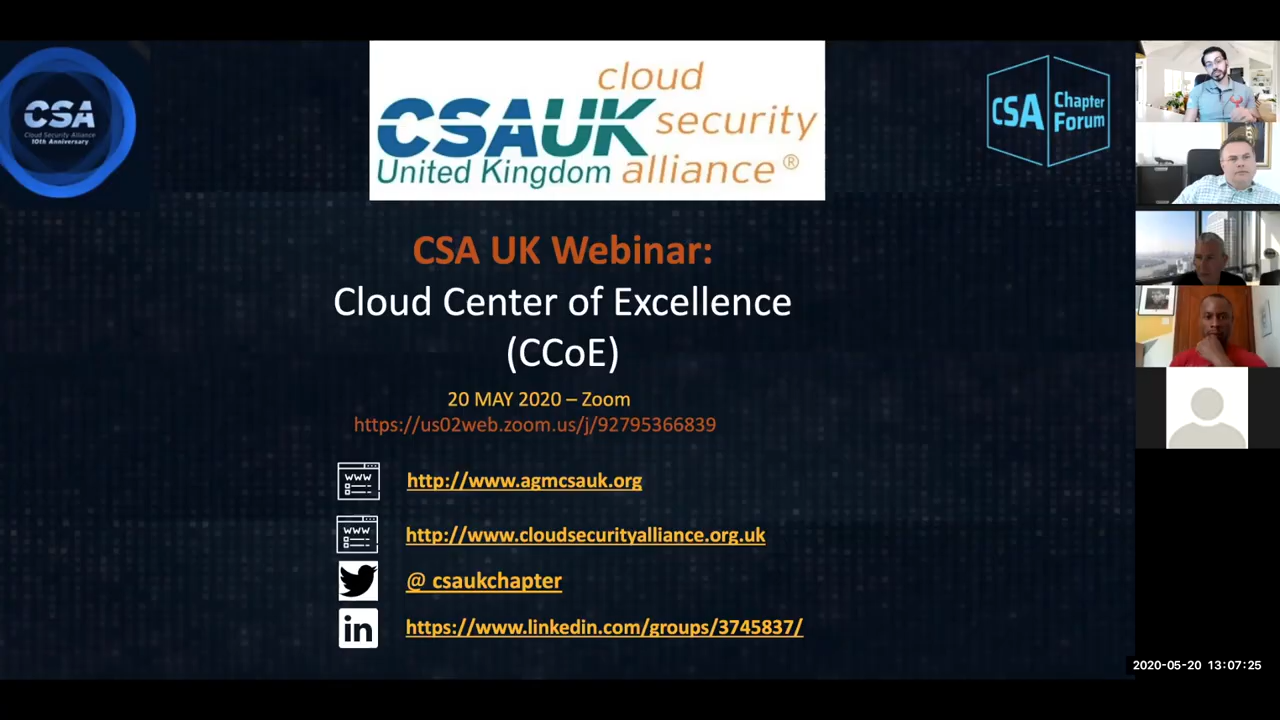 CSA
Cloud Security Alliance
10th Anniversary
cloud
CSAUK security
United Kingdom alliance®
CSA Chapter
Forum
CSA UK Webinar:
Cloud Center of Excellence
(CCoE)
20 MAY 2020 – Zoom
https://us02web.zoom.us/j/92795366839
www
http://www.agmcsauk.org
www
http://www.cloudsecurityalliance.org.uk
@ csaukchapter
in
https://www.linkedin.com/groups/3745837/
2020-05-20 13:07:25